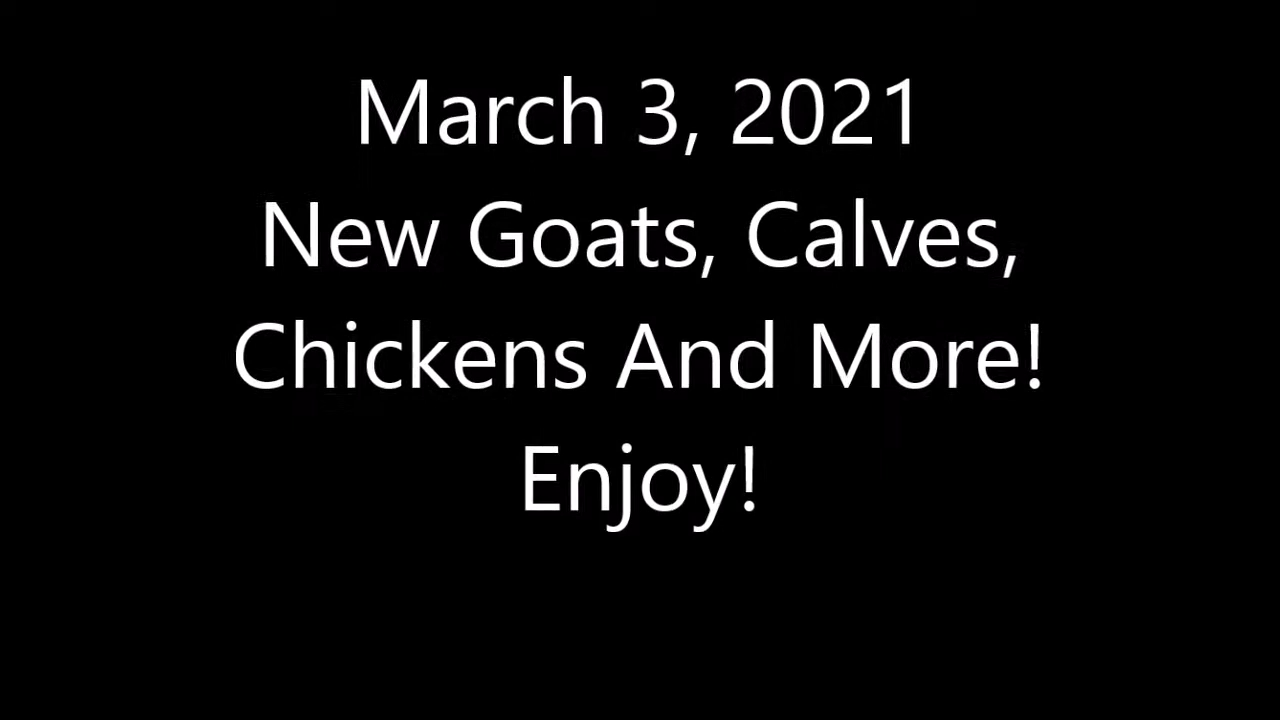 March 3, 2021
New Goats, Calves,
Chickens And More!
Enjoy!